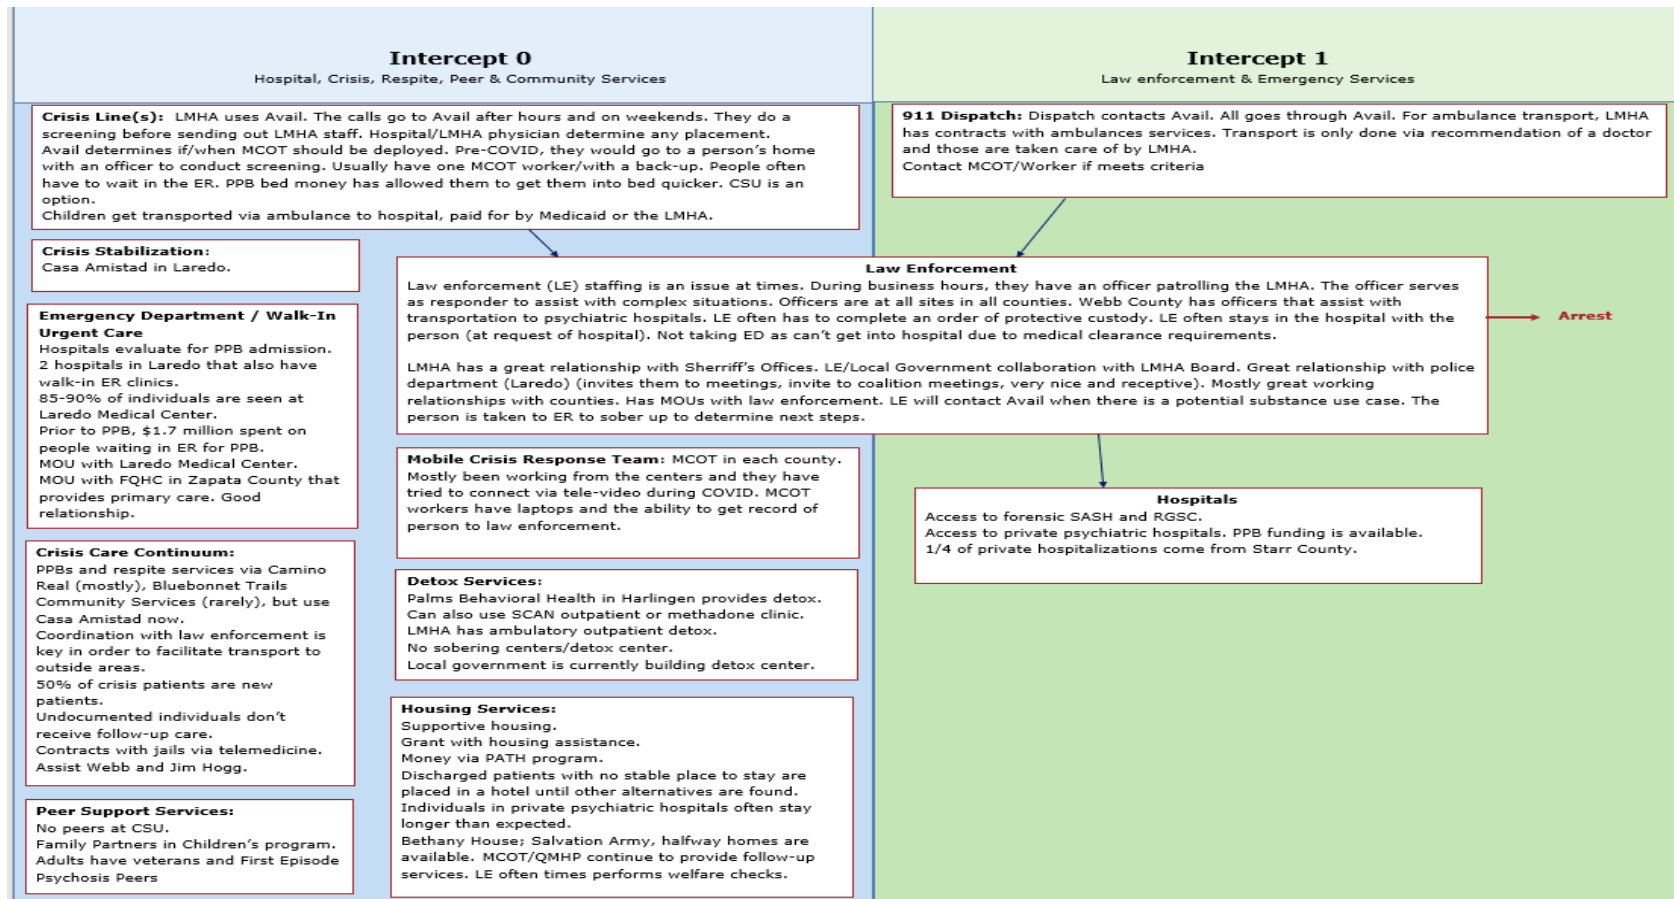 Intercept 0
Hospital, Crisis, Respite, Peer & Community Services
Crisis Line(s):  LMHA uses Avail. The calls go to Avail after hours and on weekends. They do a
screening before sending out LMHA staff. Hospital/LMHA physician determine any placement.
Avail determines if/when MCOT should be deployed. Pre-COVID, they would go to a person's home
with an officer to conduct screening. Usually have one MCOT worker/with a back-up. People often
have to wait in the ER. PPB bed money has allowed them to get them into bed quicker. CSU is an
option.
Children get transported via ambulance to hospital, paid for by Medicaid or the LMHA.
Crisis Stabilization:
Casa Amistad in Laredo.
Emergency Department / Walk-In
Urgent Care
Hospitals evaluate for PPB admission.
2 hospitals in Laredo that also have
walk-in ER clinics.
85-90% of individuals are seen at
Laredo Medical Center.
Prior to PPB, $1.7 million spent on
people waiting in ER for PPB.
MOU with Laredo Medical Center.
MOU with FQHC in Zapata County that
provides primary care. Good
relationship.
Crisis Care Continuum:
PPBs and respite services via Camino
Real (mostly), Bluebonnet Trails
Community Services (rarely), but use
Casa Amistad now.
Coordination with law enforcement is
key in order to facilitate transport to
outside areas.
50% of crisis patients are new
patients.
Undocumented individuals don't
receive follow-up care.
Contracts with jails via telemedicine.
Assist Webb and Jim Hogg.
Peer Support Services:
No peers at CSU.
Family Partners in Children's program.
Adults have veterans and First Episode
Psychosis Peers
Intercept 1
Law enforcement & Emergency Services
911 Dispatch: Dispatch contacts Avail. All goes through Avail. For ambulance transport, LMHA
has contracts with ambulances services. Transport is only done via recommendation of a doctor
and those are taken care of by LMHA.
Contact MCOT/Worker if meets criteria
Law Enforcement
Law enforcement (LE) staffing is an issue at times. During business hours, they have an officer patrolling the LMHA. The officer serves
as responder to assist with complex situations. Officers are at all sites in all counties. Webb County has officers that assist with
transportation to psychiatric hospitals. LE often has to complete an order of protective custody. LE often stays in the hospital with the
person (at request of hospital). Not taking ED as can't get into hospital due to medical clearance requirements.
LMHA has a great relationship with Sherriff's Offices. LE/Local Government collaboration with LMHA Board. Great relationship with police
department (Laredo) (invites them to meetings, invite to coalition meetings, very nice and receptive). Mostly great working
relationships with counties. Has MOUs with law enforcement. LE will contact Avail when there is a potential substance use case. The
person is taken to ER to sober up to determine next steps.
Arrest
Mobile Crisis Response Team: MCOT in each county.
Mostly been working from the centers and they have
tried to connect via tele-video during COVID. MCOT
workers have laptops and the ability to get record of
person to law enforcement.
Detox Services:
Palms Behavioral Health in Harlingen provides detox.
Can also use SCAN outpatient or methadone clinic.
LMHA has ambulatory outpatient detox.
No sobering centers/detox center.
Local government is currently building detox center.
Housing Services:
Supportive housing.
Grant with housing assistance.
Money via PATH program.
Discharged patients with no stable place to stay are
placed in a hotel until other alternatives are found.
Individuals in private psychiatric hospitals often stay
longer than expected.
Bethany House; Salvation Army, halfway homes are
available. MCOT/QMHP continue to provide follow-up
services. LE often times performs welfare checks.
Hospitals
Access to forensic SASH and RGSC.
Access to private psychiatric hospitals. PPB funding is available.
1/4 of private hospitalizations come from Starr County.